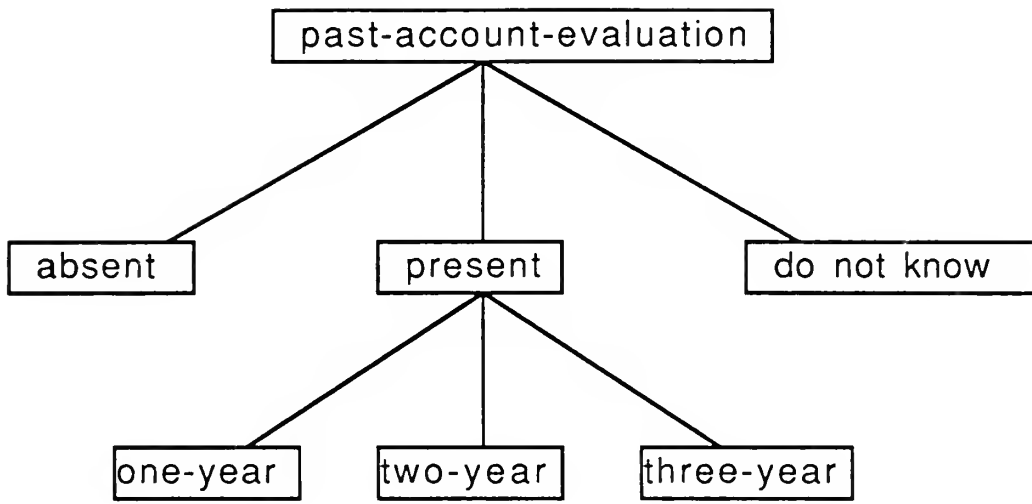 past-account-evaluation
absent present do not know
one-year two-year three-year